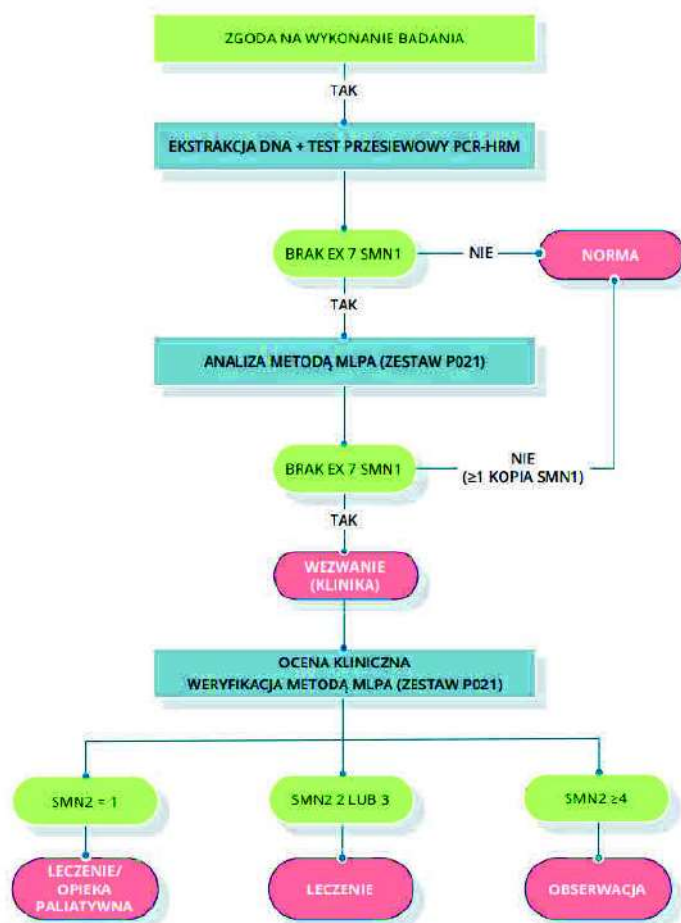 ZGODA NA WYKONANIE BADANIA
TAK
EKSTRAKCJA DNA + TEST PRZESIEWOWY PCR-HRM
BRAK EX 7 SMN1
NIE
NORMA
TAK
ANALIZA METODĄ MLPA (ZESTAW P021)
BRAK EX 7 SMN1
NIE
(≥1 KOPIA SMN1)
TAK
WEZWANIE
(KLINIKA)
OCENA KLINICZNA
WERYFIKACJA METODĄ MLPA (ZESTAW P021)
SMN2 = 1
SMN2 2 LUB 3
SMN2 ≥4
LECZENIE/
OPIEKA
PALIATYWNA
LECZENIE
OBSERWACJA